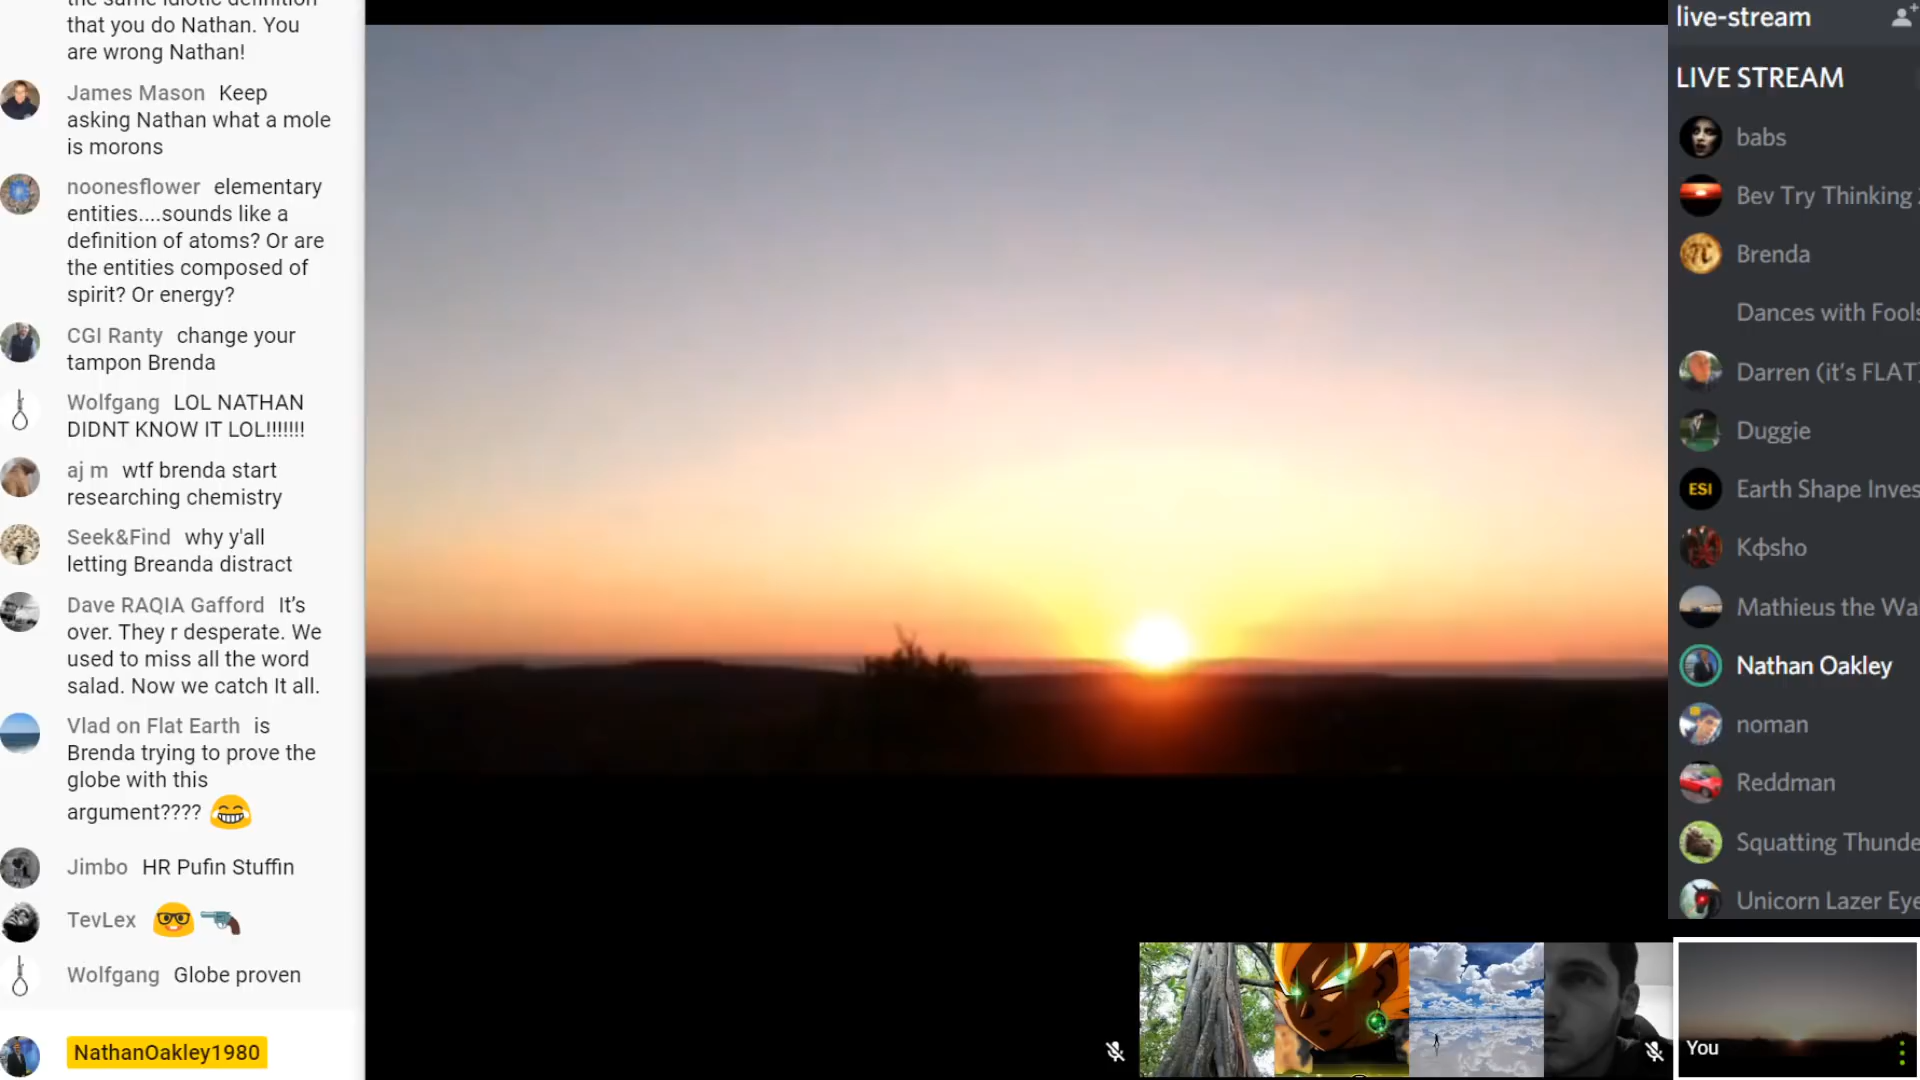 the same idiotic definition
that you do Nathan. You
are wrong Nathan!
James Mason Keep
asking Nathan what a mole
is morons
noonesflower elementary
entities....sounds like a
definition of atoms? Or are
the entities composed of
spirit? Or energy?
CGI Ranty change your
tampon Brenda
Wolfgang LOL NATHAN
DIDNT KNOW IT LOL!!!!!!!
aj m wtf brenda start
researching chemistry
Seek&Find why y'all
letting Breanda distract
Dave RAQIA Gafford It’s
over. They r desperate. We
used to miss all the word
salad. Now we catch It all.
Vlad on Flat Earth is
Brenda trying to prove the
globe with this
argument????
Jimbo HR Pufin Stuffin
TevLex
Wolfgang Globe proven
NathanOakley1980
live-stream
LIVE STREAM
babs
Bev Try Thinking
Brenda
Dances with Fools
Darren (it's FLAT)
Duggie
ESI Earth Shape Inves
Kфsho
Mathieus the Wa
Nathan Oakley
noman
Reddman
Squatting Thunde
Unicorn Lazer Eye
You